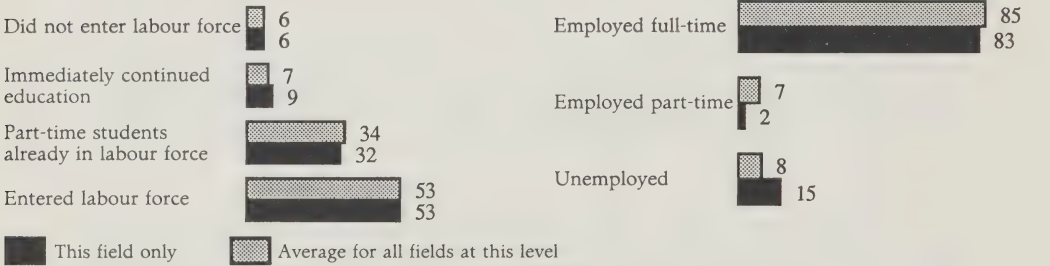 Did not enter labour force 6
6
Immediately continued 7
education 9
Part-time students 34
already in labour force 32
Entered labour force 53
53
Employed full-time 85
83
Employed part-time 7
2
Unemployed 8
15
This field only Average for all fields at this level